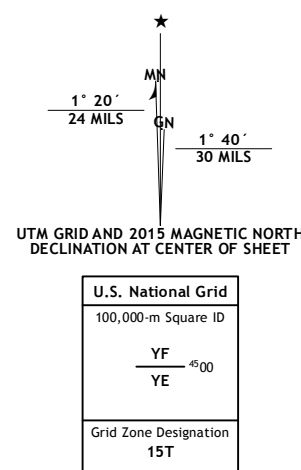 ★
MN
1° 20´
24 MILS
GN
1° 40´
30 MILS
UTM GRID AND 2015 MAGNETIC NORTH
DECLINATION AT CENTER OF SHEET
U.S. National Grid
100,000-m Square ID
YF
⁴⁵00
YE
Grid Zone Designation
15T